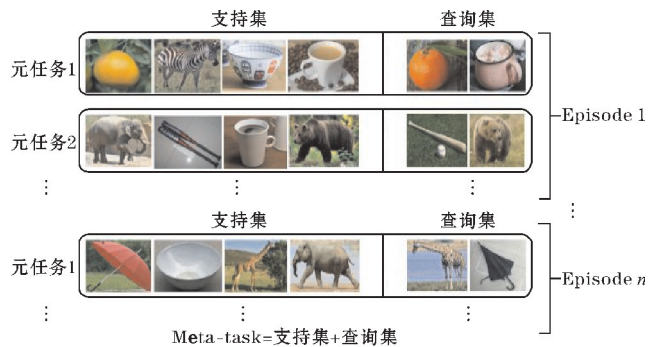 支持集 查询集
元任务1
Episode 1
元任务2
⋮ ⋮ ⋮
⋮
支持集 查询集
元任务1
Episode n
⋮ ⋮ ⋮
Meta-task=支持集+查询集